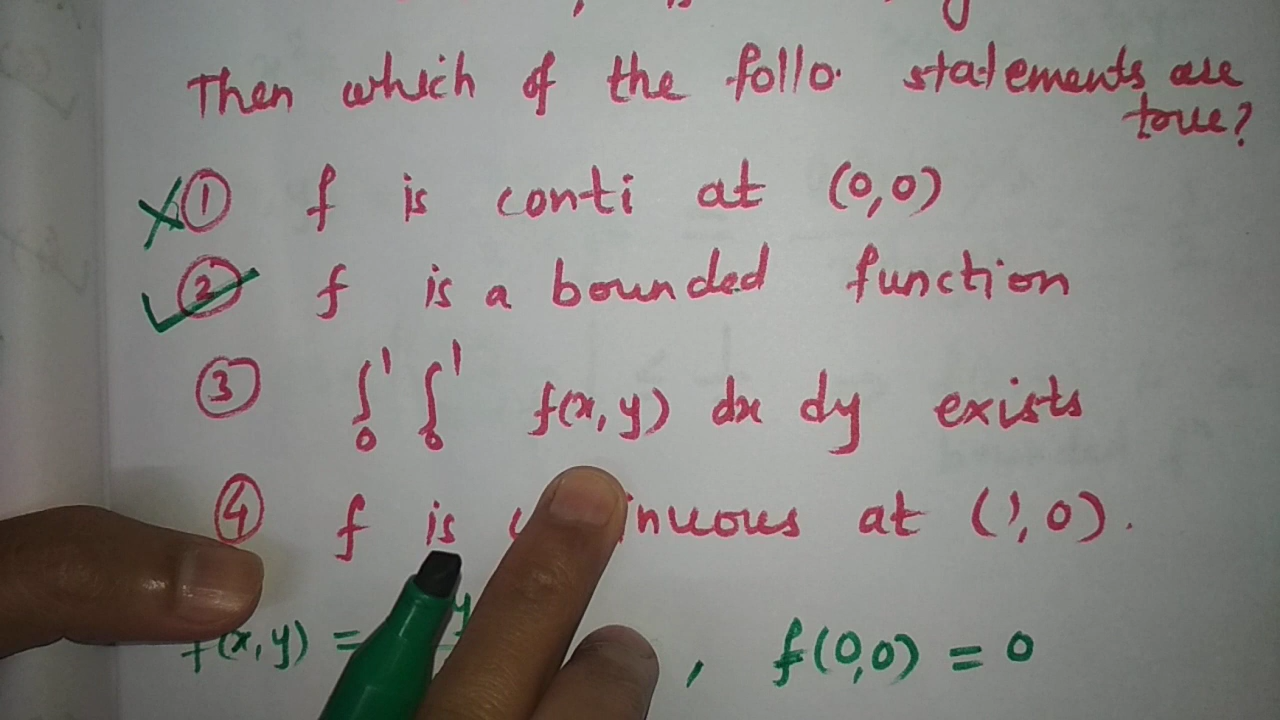 Then which of the follo. statements are
true?
① f is conti at (0,0)
② f is a bounded function
③ ∫₀¹ ∫₀¹ f(x,y) dx dy exists
④ f is nuous at (1,0).
f(x,y) = y , f(0,0) = 0